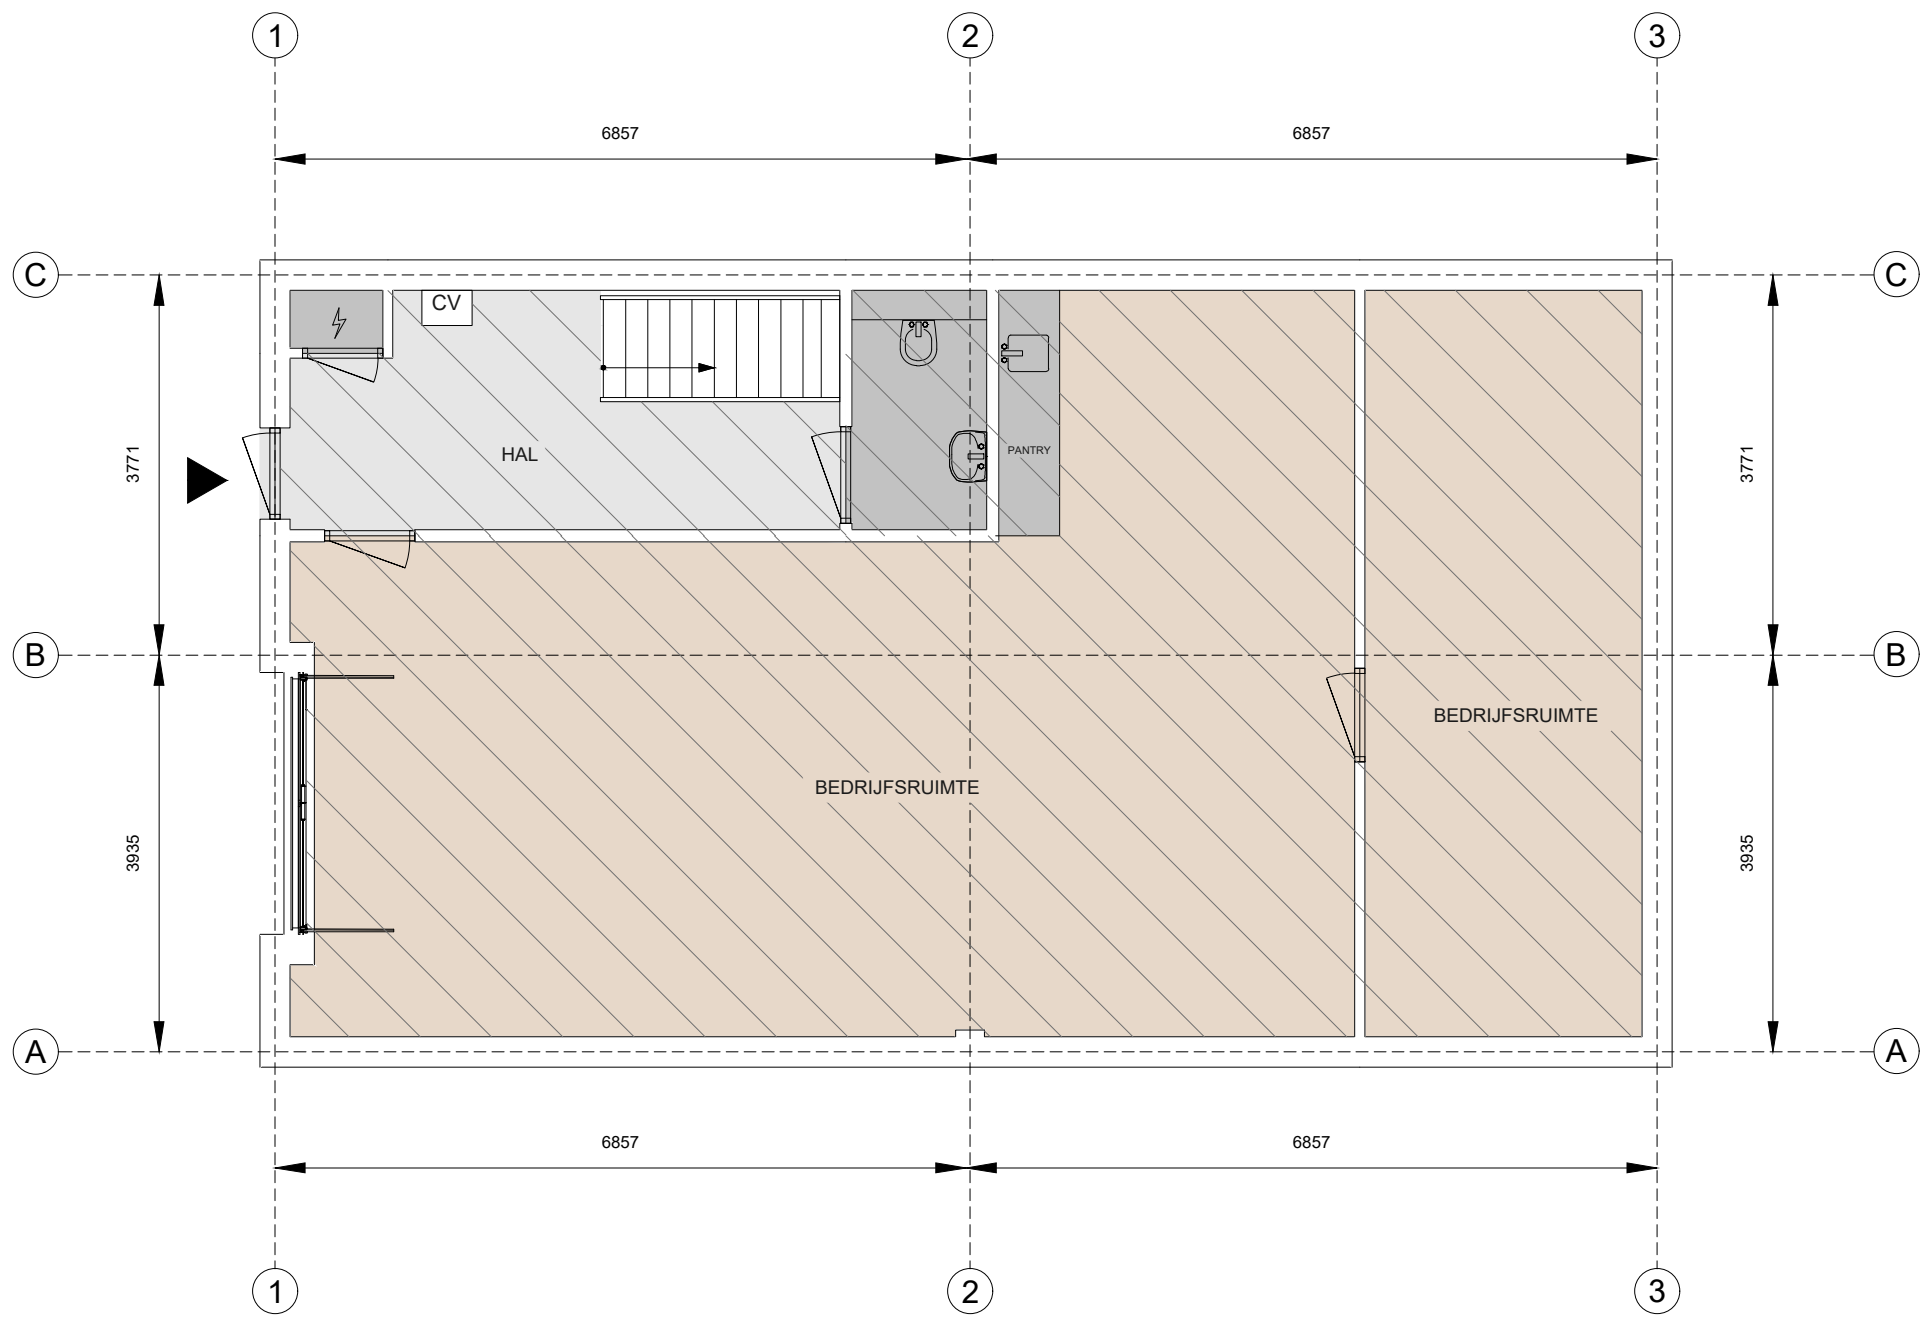 1 2 3
6857 6857
C C
CV
HAL
PANTRY
3771 3771
B B
BEDRIJFSRUIMTE
BEDRIJFSRUIMTE
3935 3935
A A
6857 6857
1 2 3